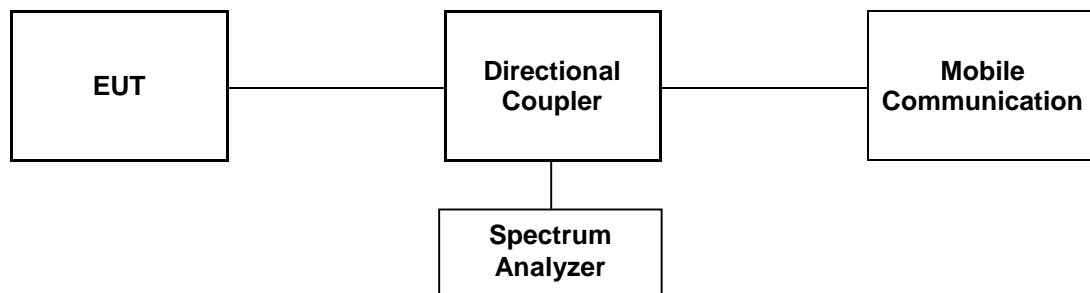 EUT
Directional
Coupler
Mobile
Communication
Spectrum
Analyzer